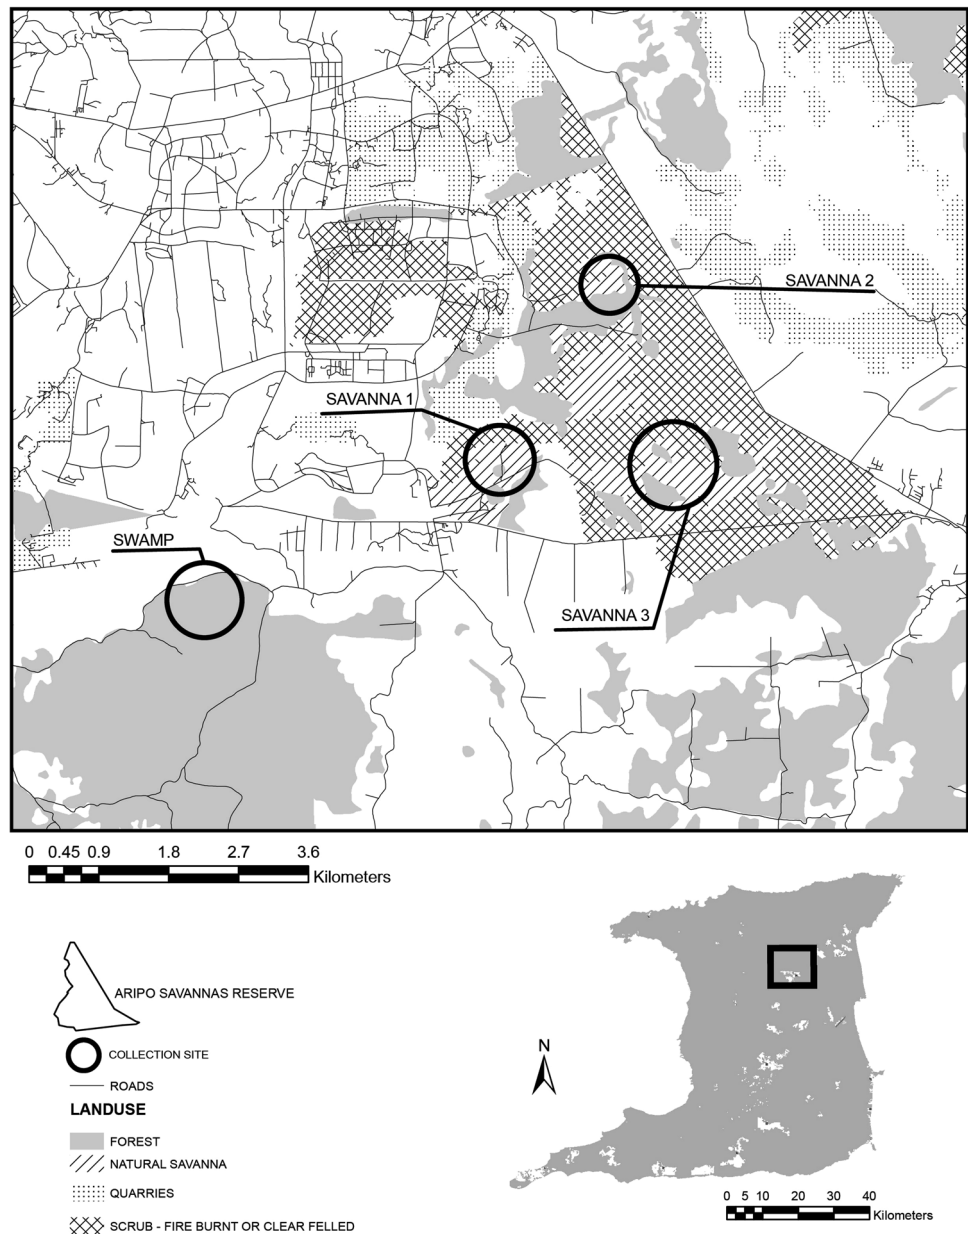 SAVANNA 2
SAVANNA 1
SWAMP
SAVANNA 3
0 0.45 0.9 1.8 2.7 3.6
Kilometers
ARIPO SAVANNAS RESERVE
COLLECTION SITE
N
ROADS
LANDUSE
FOREST
NATURAL SAVANNA
QUARRIES
SCRUB - FIRE BURNT OR CLEAR FELLED
0 5 10 20 30 40
Kilometers